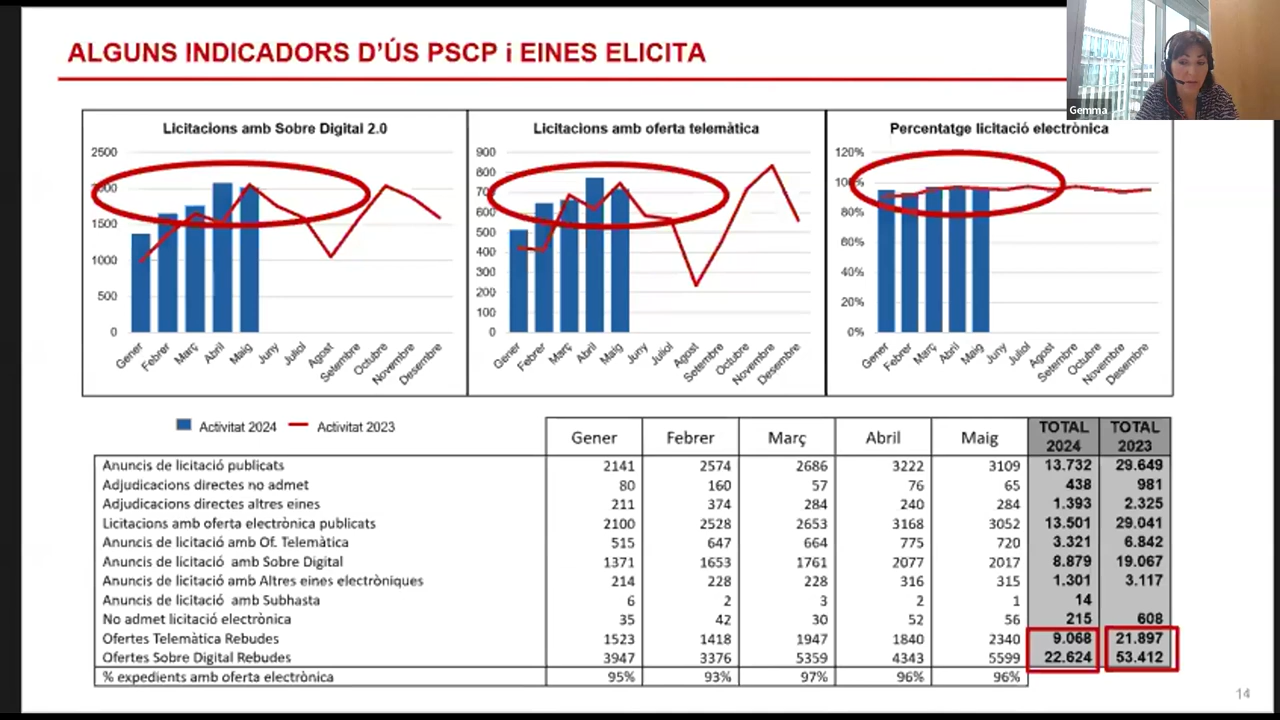 ALGUNS INDICADORS D'ÚS PSCP i EINES ELICITA
Gemma
Licitacions amb Sobre Digital 2.0
2500
2000
1500
1000
500
0
Gener
Febrer
Març
Abril
Maig
Juny
Juliol
Agost
Setembre
Octubre
Novembre
Desembre
Licitacions amb oferta telemàtica
900
800
700
600
500
400
300
200
100
0
Gener
Febrer
Març
Abril
Maig
Juny
Juliol
Agost
Setembre
Octubre
Novembre
Desembre
Percentatge licitació electrònica
120%
100%
80%
60%
40%
20%
0%
Gener
Febrer
Març
Abril
Maig
Juny
Juliol
Agost
Setembre
Octubre
Novembre
Desembre
Activitat 2024 Activitat 2023
Gener Febrer Març Abril Maig TOTAL 2024 TOTAL 2023
Anuncis de licitació publicats 2141 2574 2686 3222 3109 13.732 29.649
Adjudicacions directes no admet 80 160 57 76 65 438 981
Adjudicacions directes altres eines 211 374 284 240 284 1.393 2.325
Licitacions amb oferta electrònica publicats 2100 2528 2653 3168 3052 13.501 29.041
Anuncis de licitació amb Of. Telemàtica 515 647 664 775 720 3.321 6.842
Anuncis de licitació amb Sobre Digital 1371 1653 1761 2077 2017 8.879 19.067
Anuncis de licitació amb Altres eines electròniques 214 228 228 316 315 1.301 3.117
Anuncis de licitació amb Subhasta 6 2 3 2 1 14
No admet licitació electrònica 35 42 30 52 56 215 608
Ofertes Telemàtica Rebudes 1523 1418 1947 1840 2340 9.068 21.897
Ofertes Sobre Digital Rebudes 3947 3376 5359 4343 5599 22.624 53.412
% expedients amb oferta electrònica 95% 93% 97% 96% 96%
14